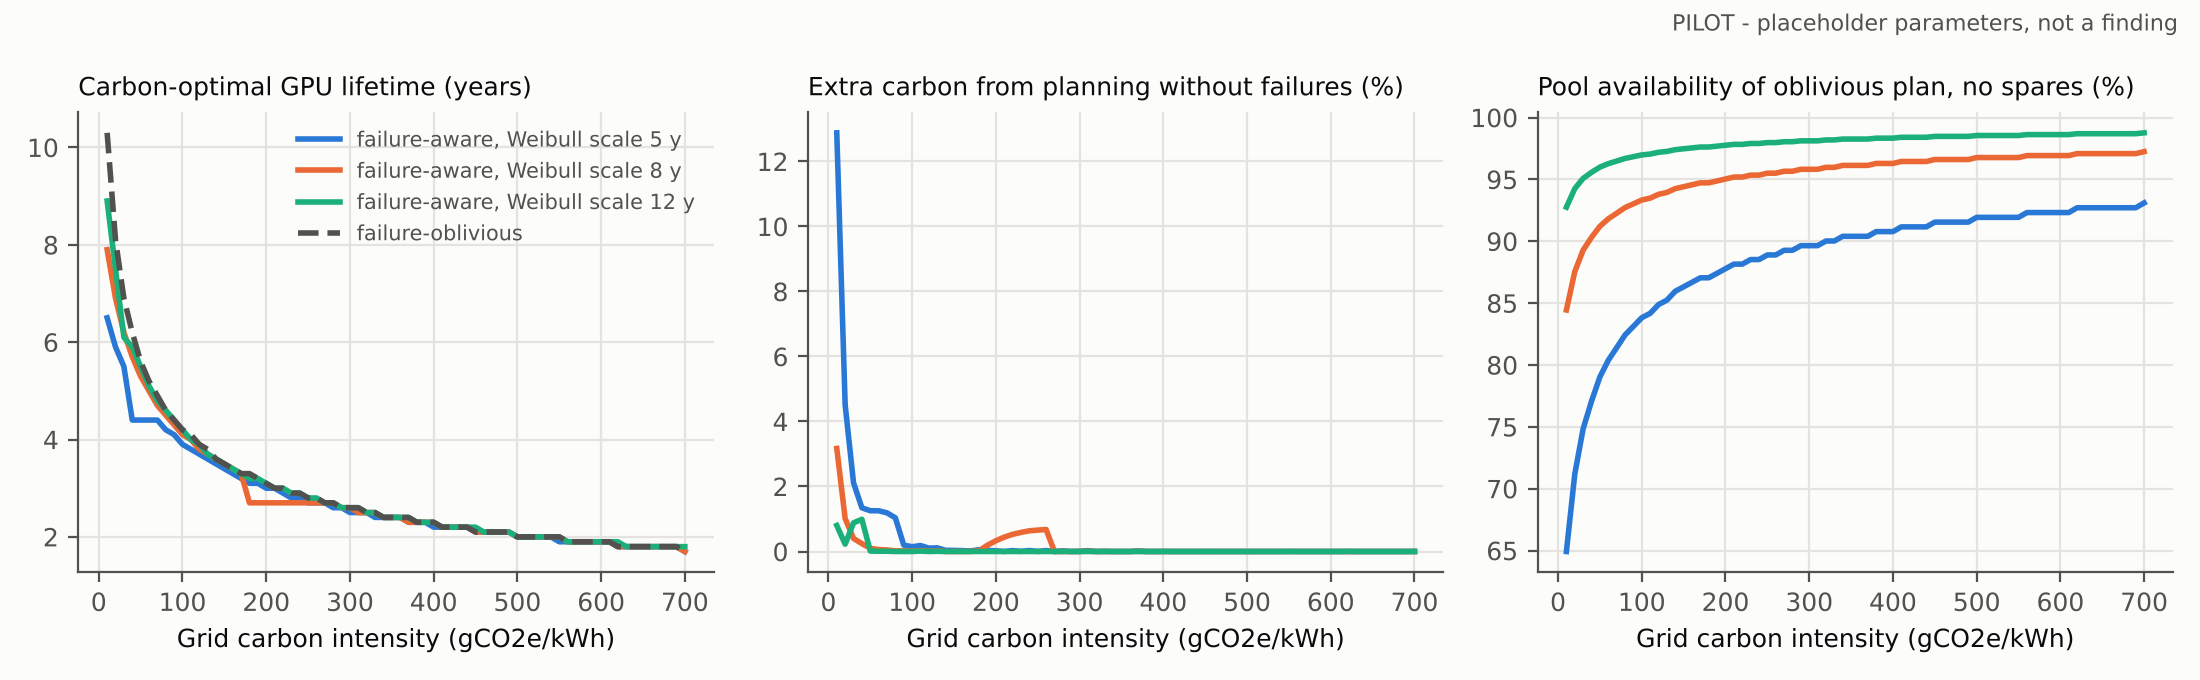 PILOT - placeholder parameters, not a finding
Carbon-optimal GPU lifetime (years)
10
8
6
4
2
failure-aware, Weibull scale 5 y
failure-aware, Weibull scale 8 y
failure-aware, Weibull scale 12 y
failure-oblivious
0 100 200 300 400 500 600 700
Grid carbon intensity (gCO2e/kWh)
Extra carbon from planning without failures (%)
12
10
8
6
4
2
0
0 100 200 300 400 500 600 700
Grid carbon intensity (gCO2e/kWh)
Pool availability of oblivious plan, no spares (%)
100
95
90
85
80
75
70
65
0 100 200 300 400 500 600 700
Grid carbon intensity (gCO2e/kWh)